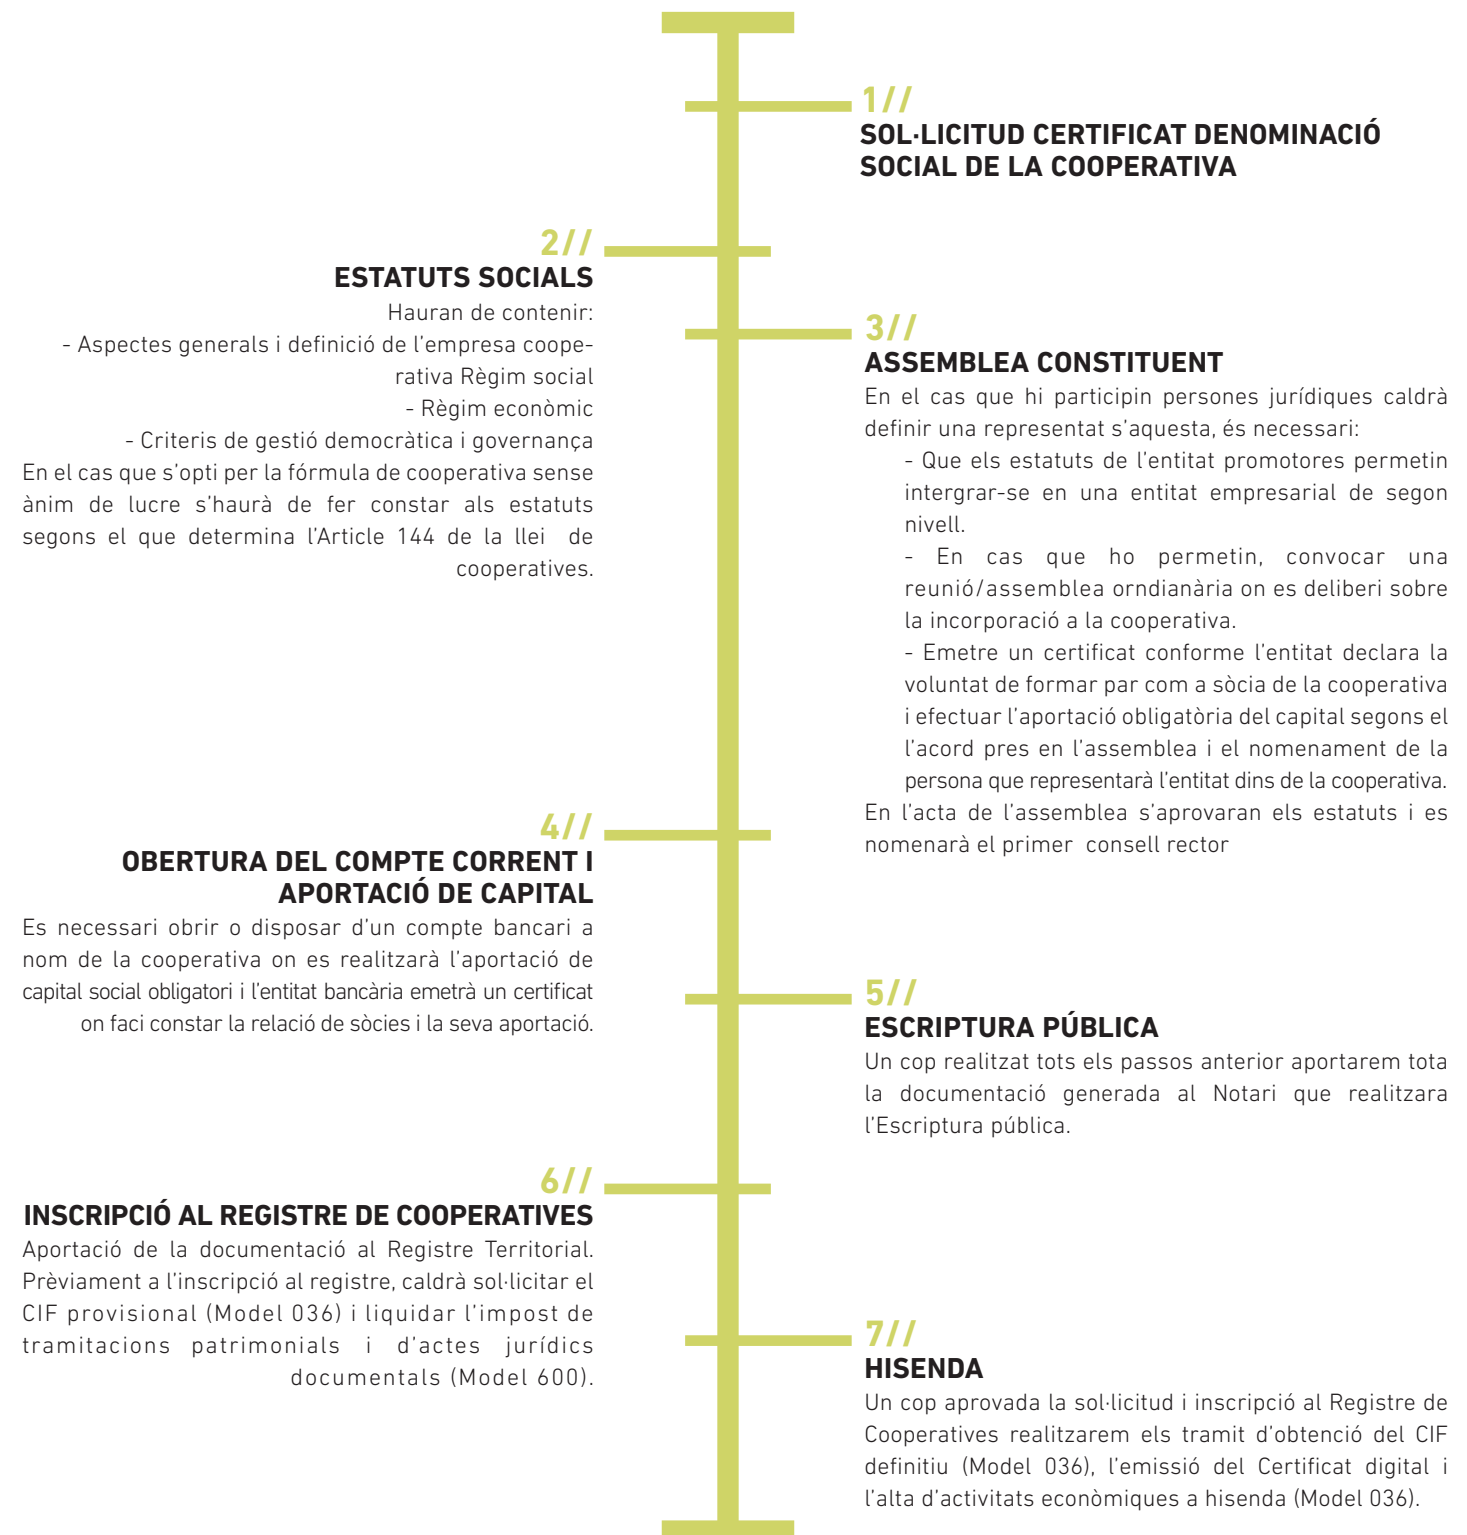 1//
SOL·LICITUD CERTIFICAT DENOMINACIÓ
SOCIAL DE LA COOPERATIVA
2//
ESTATUTS SOCIALS
Hauran de contenir:
- Aspectes generals i definició de l'empresa coope-
rativa Règim social
- Règim econòmic
- Criteris de gestió democràtica i governança
En el cas que s'opti per la fórmula de cooperativa sense
ànim de lucre s'haurà de fer constar als estatuts
segons el que determina l'Article 144 de la llei de
cooperatives.
3//
ASSEMBLEA CONSTITUENT
En el cas que hi participin persones jurídiques caldrà
definir una representat s'aquesta, és necessari:
- Que els estatuts de l'entitat promotores permetin
intergrar-se en una entitat empresarial de segon
nivell.
- En cas que ho permetin, convocar una
reunió/assemblea orndianària on es deliberi sobre
la incorporació a la cooperativa.
- Emetre un certificat conforme l'entitat declara la
voluntat de formar par com a sòcia de la cooperativa
i efectuar l'aportació obligatòria del capital segons el
l'acord pres en l'assemblea i el nomenament de la
persona que representarà l'entitat dins de la cooperativa.
En l'acta de l'assemblea s'aprovaran els estatuts i es
nomenarà el primer consell rector
4//
OBERTURA DEL COMPTE CORRENT I
APORTACIÓ DE CAPITAL
Es necessari obrir o disposar d'un compte bancari a
nom de la cooperativa on es realitzarà l'aportació de
capital social obligatori i l'entitat bancària emetrà un certificat
on faci constar la relació de sòcies i la seva aportació.
5//
ESCRIPTURA PÚBLICA
Un cop realitzat tots els passos anterior aportarem tota
la documentació generada al Notari que realitzara
l'Escriptura pública.
6//
INSCRIPCIÓ AL REGISTRE DE COOPERATIVES
Aportació de la documentació al Registre Territorial.
Prèviament a l'inscripció al registre, caldrà sol·licitar el
CIF provisional (Model 036) i liquidar l'impost de
tramitacions patrimonials i d'actes jurídics
documentals (Model 600).
7//
HISENDA
Un cop aprovada la sol·licitud i inscripció al Registre de
Cooperatives realitzarem els tramit d'obtenció del CIF
definitiu (Model 036), l'emissió del Certificat digital i
l'alta d'activitats econòmiques a hisenda (Model 036).